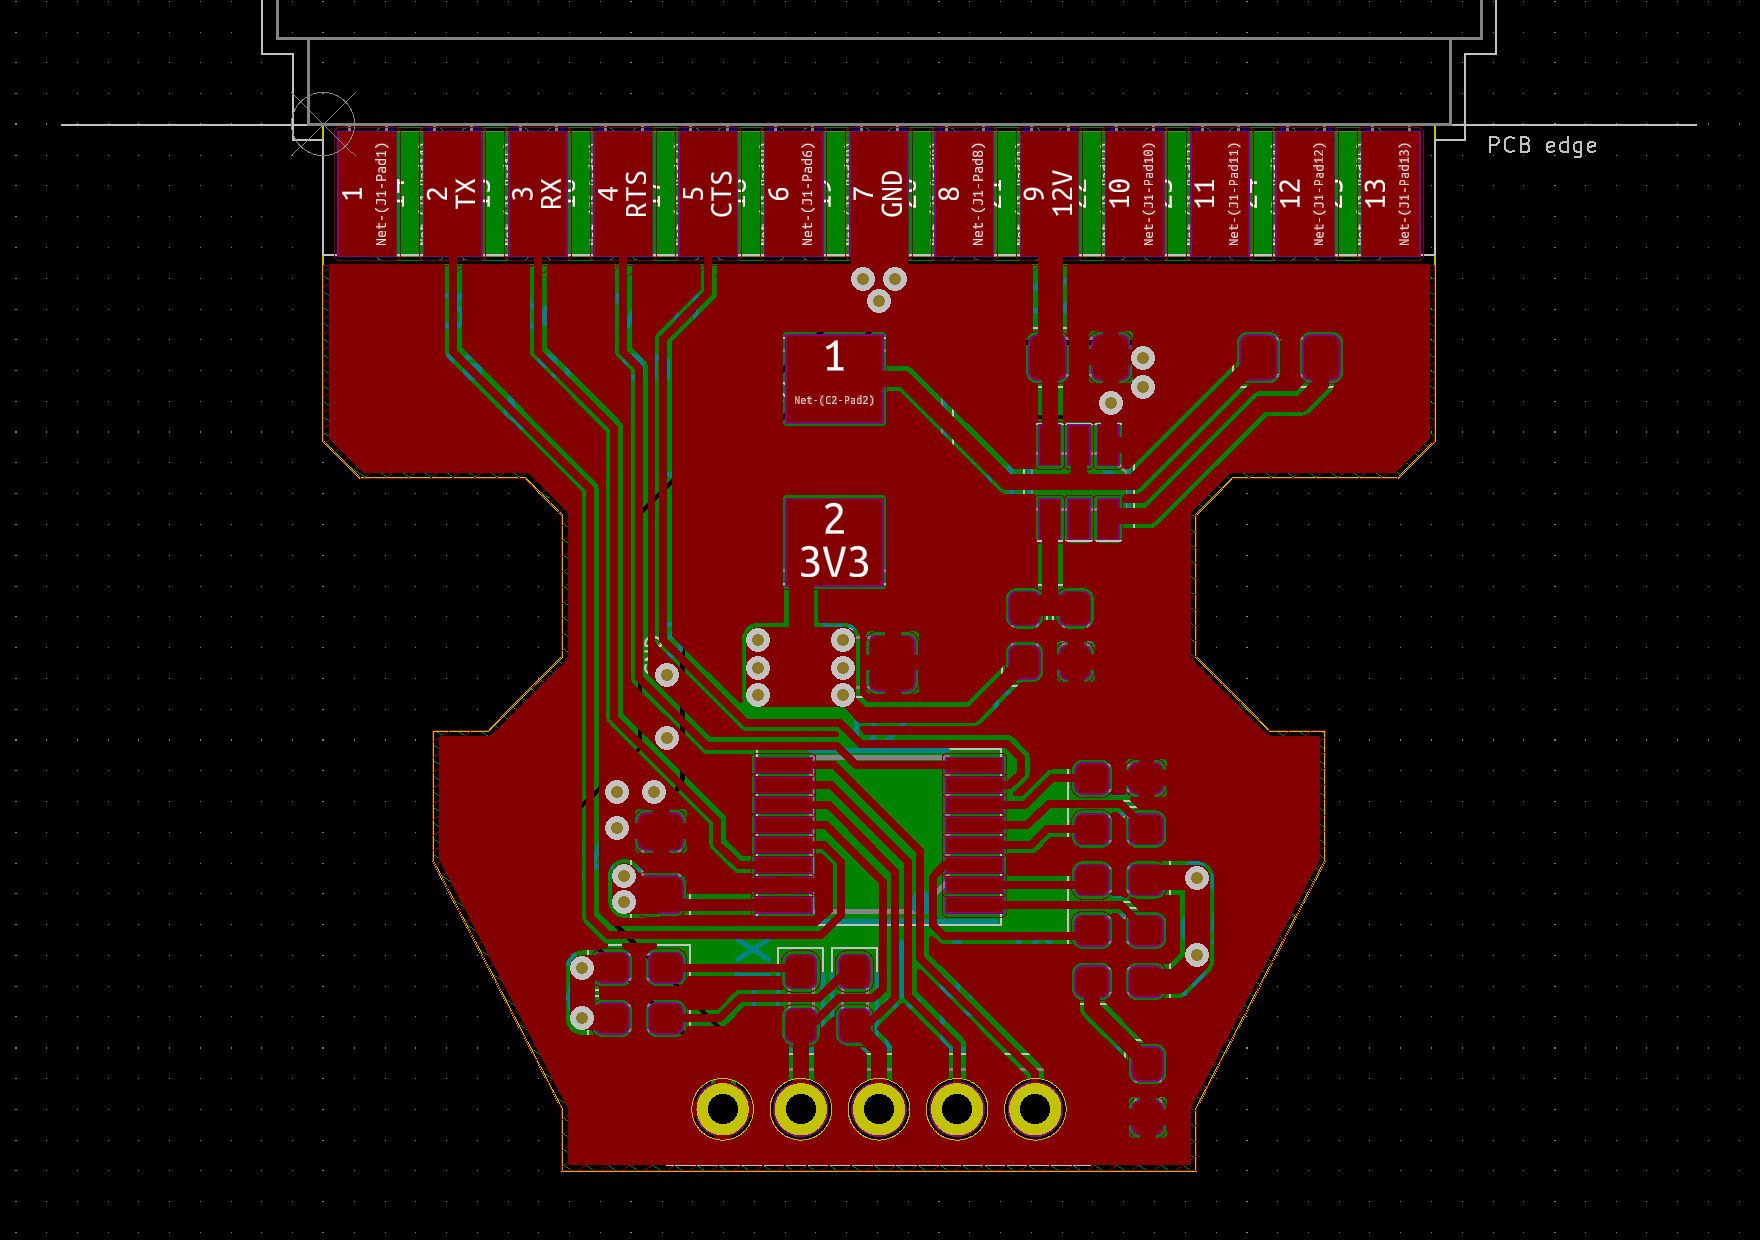 PCB edge
1
Net-(J1-Pad1)
2
TX
3
RX
4
RTS
5
CTS
6
Net-(J1-Pad6)
7
GND
8
Net-(J1-Pad8)
9
12V
10
Net-(J1-Pad10)
11
Net-(J1-Pad11)
12
Net-(J1-Pad12)
13
Net-(J1-Pad13)
1
Net-(C2-Pad2)
2
3V3